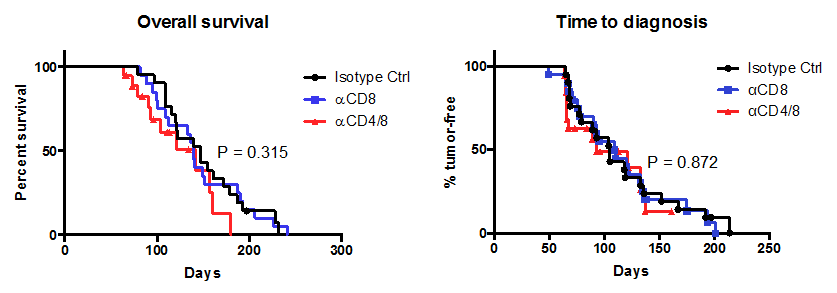 Overall survival
Percent survival
100
50
0
0
100
200
300
Days
Isotype Ctrl
αCD8
αCD4/8
P = 0.315
Time to diagnosis
% tumor-free
100
50
0
0
50
100
150
200
250
Days
Isotype Ctrl
αCD8
αCD4/8
P = 0.872